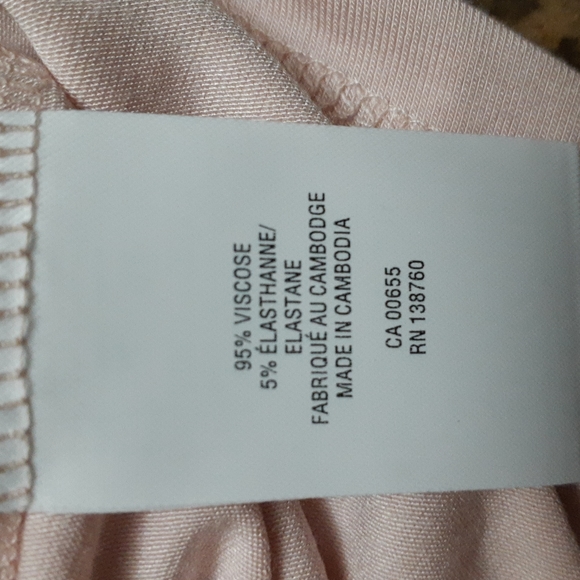 95% VISCOSE
5% ÉLASTHANNE/
ELASTANE
FABRIQUÉ AU CAMBODGE
MADE IN CAMBODIA
CA 00655
RN 138760